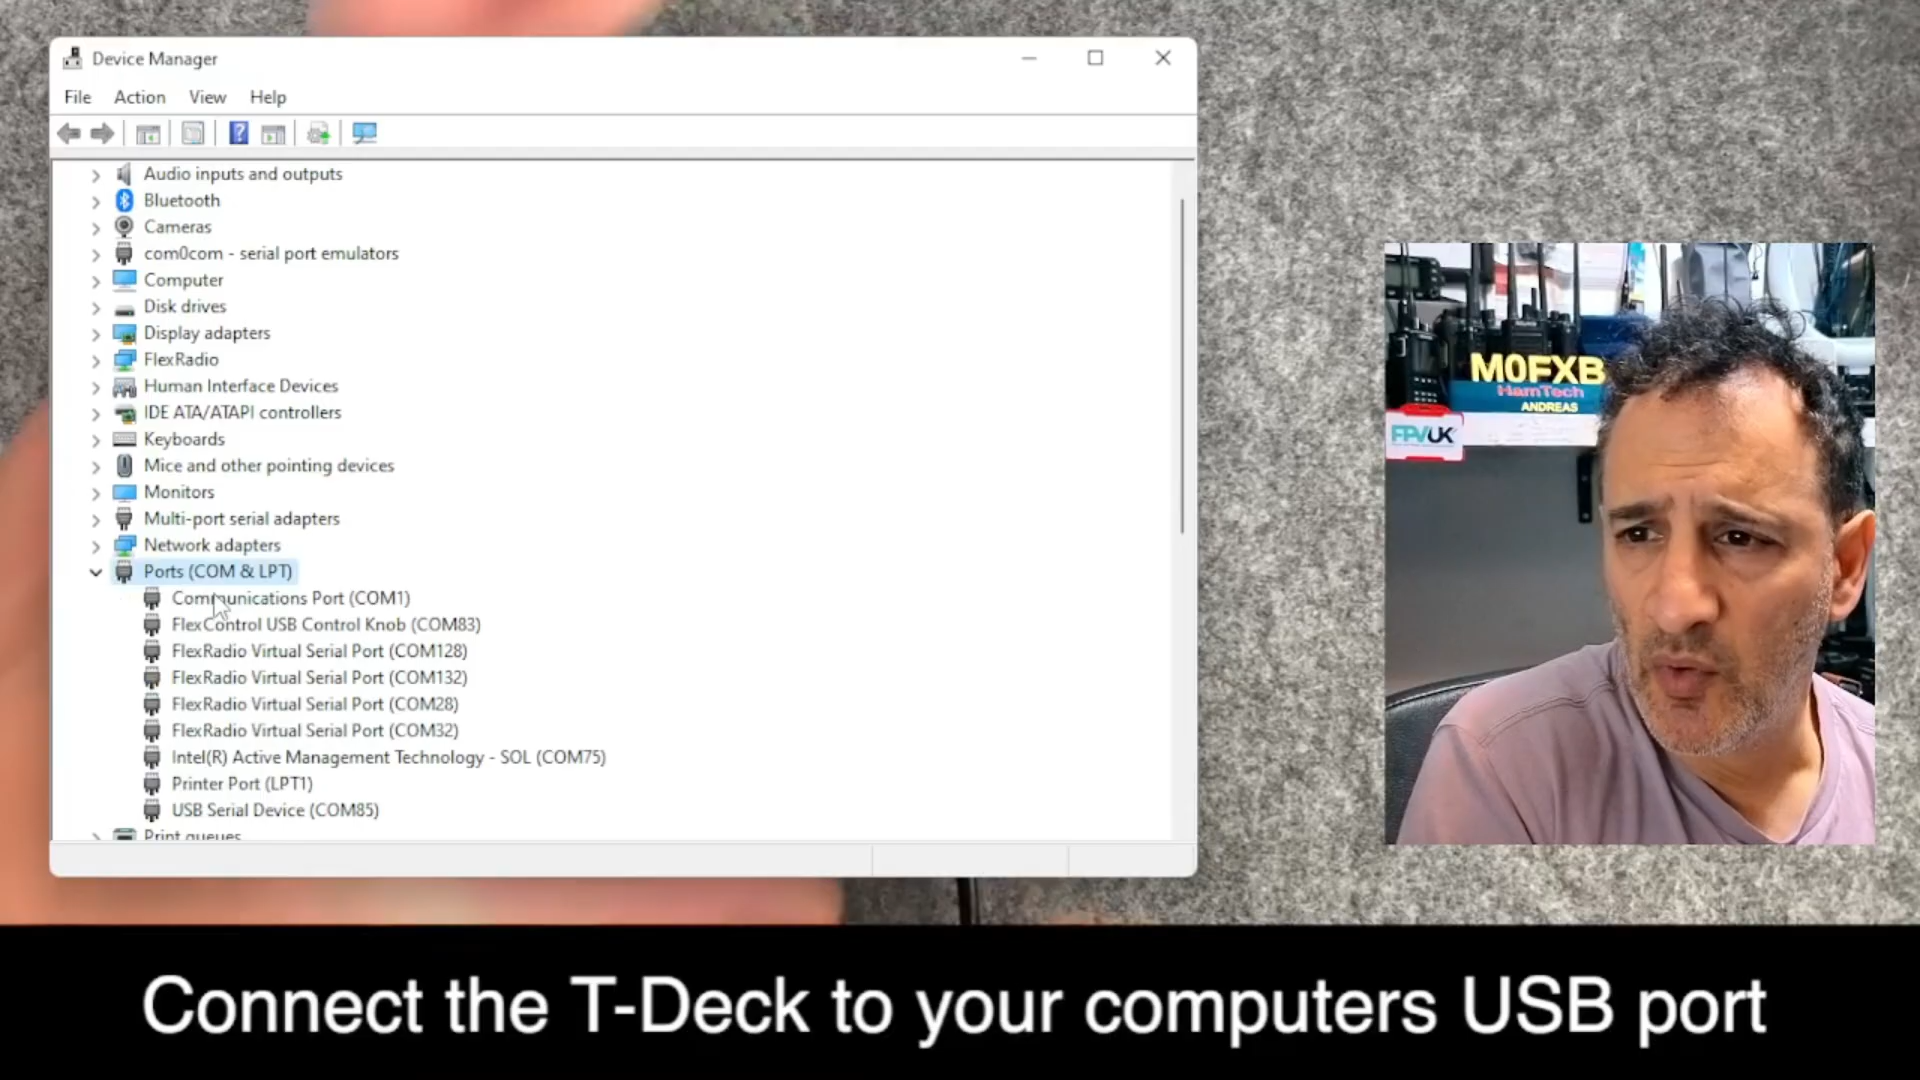 Device Manager
File Action View Help
Audio inputs and outputs
Bluetooth
Cameras
com0com - serial port emulators
Computer
Disk drives
Display adapters
FlexRadio
Human Interface Devices
IDE ATA/ATAPI controllers
Keyboards
Mice and other pointing devices
Monitors
Multi-port serial adapters
Network adapters
Ports (COM & LPT)
Communications Port (COM1)
FlexControl USB Control Knob (COM83)
FlexRadio Virtual Serial Port (COM128)
FlexRadio Virtual Serial Port (COM132)
FlexRadio Virtual Serial Port (COM28)
FlexRadio Virtual Serial Port (COM32)
Intel(R) Active Management Technology - SOL (COM75)
Printer Port (LPT1)
USB Serial Device (COM85)
Print queues
M0FXB
HamTech
ANDREAS
FPVUK
Connect the T-Deck to your computers USB port